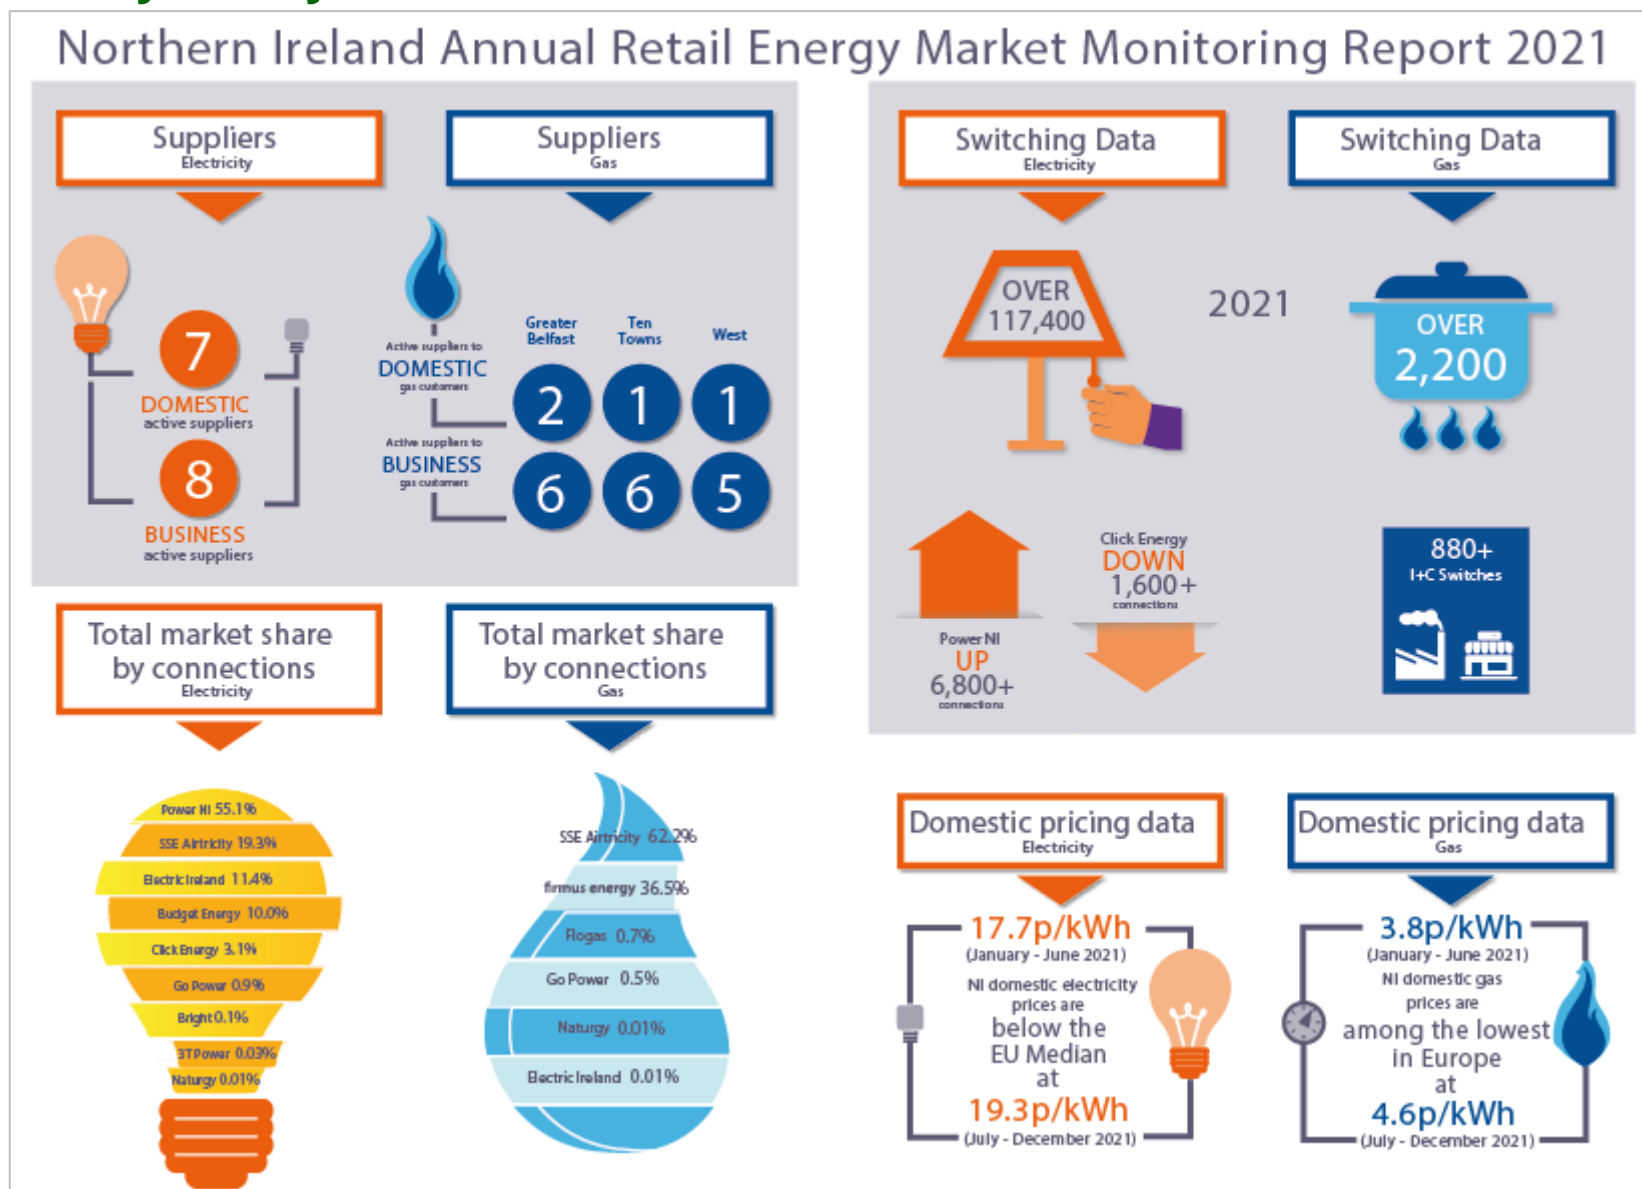 Northern Ireland Annual Retail Energy Market Monitoring Report 2021
Suppliers
Electricity
7
DOMESTIC
active suppliers
8
BUSINESS
active suppliers
Suppliers
Gas
Greater
Belfast
Ten
Towns
West
Active suppliers to
DOMESTIC
gas customers
2 1 1
Active suppliers to
BUSINESS
gas customers
6 6 5
Switching Data
Electricity
OVER
117,400
2021
Switching Data
Gas
OVER
2,200
Power NI
UP
6,800+
connections
Click Energy
DOWN
1,600+
connections
880+
I+C Switches
Total market share
by connections
Electricity
Power NI 55.1%
SSE Airtricity 19.3%
Electric Ireland 11.4%
Budget Energy 10.0%
Click Energy 3.1%
Go Power 0.9%
Bright 0.1%
3T Power 0.03%
Naturgy 0.01%
Total market share
by connections
Gas
SSE Airtricity 62.2%
firmus energy 36.5%
Flogas 0.7%
Go Power 0.5%
Naturgy 0.01%
Electric Ireland 0.01%
Domestic pricing data
Electricity
17.7p/kWh
(January - June 2021)
NI domestic electricity
prices are
below the
EU Median
at
19.3p/kWh
(July - December 2021)
Domestic pricing data
Gas
3.8p/kWh
(January - June 2021)
NI domestic gas
prices are
among the lowest
in Europe
at
4.6p/kWh
(July - December 2021)